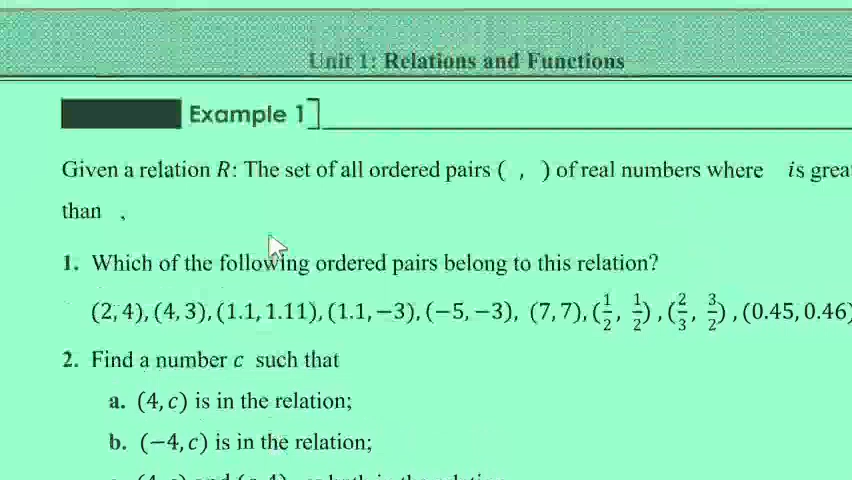 Unit 1: Relations and Functions
Example 1
Given a relation R: The set of all ordered pairs ( , ) of real numbers where is
than ,
1. Which of the following ordered pairs belong to this relation?
(2, 4), (4, 3), (1.1, 1.11), (1.1, −3), (−5, −3), (7, 7), (1/2, 1/2), (2/3, 3/2), (0.45, 0.46)
2. Find a number c such that
a. (4, c) is in the relation;
b. (−4, c) is in the relation;